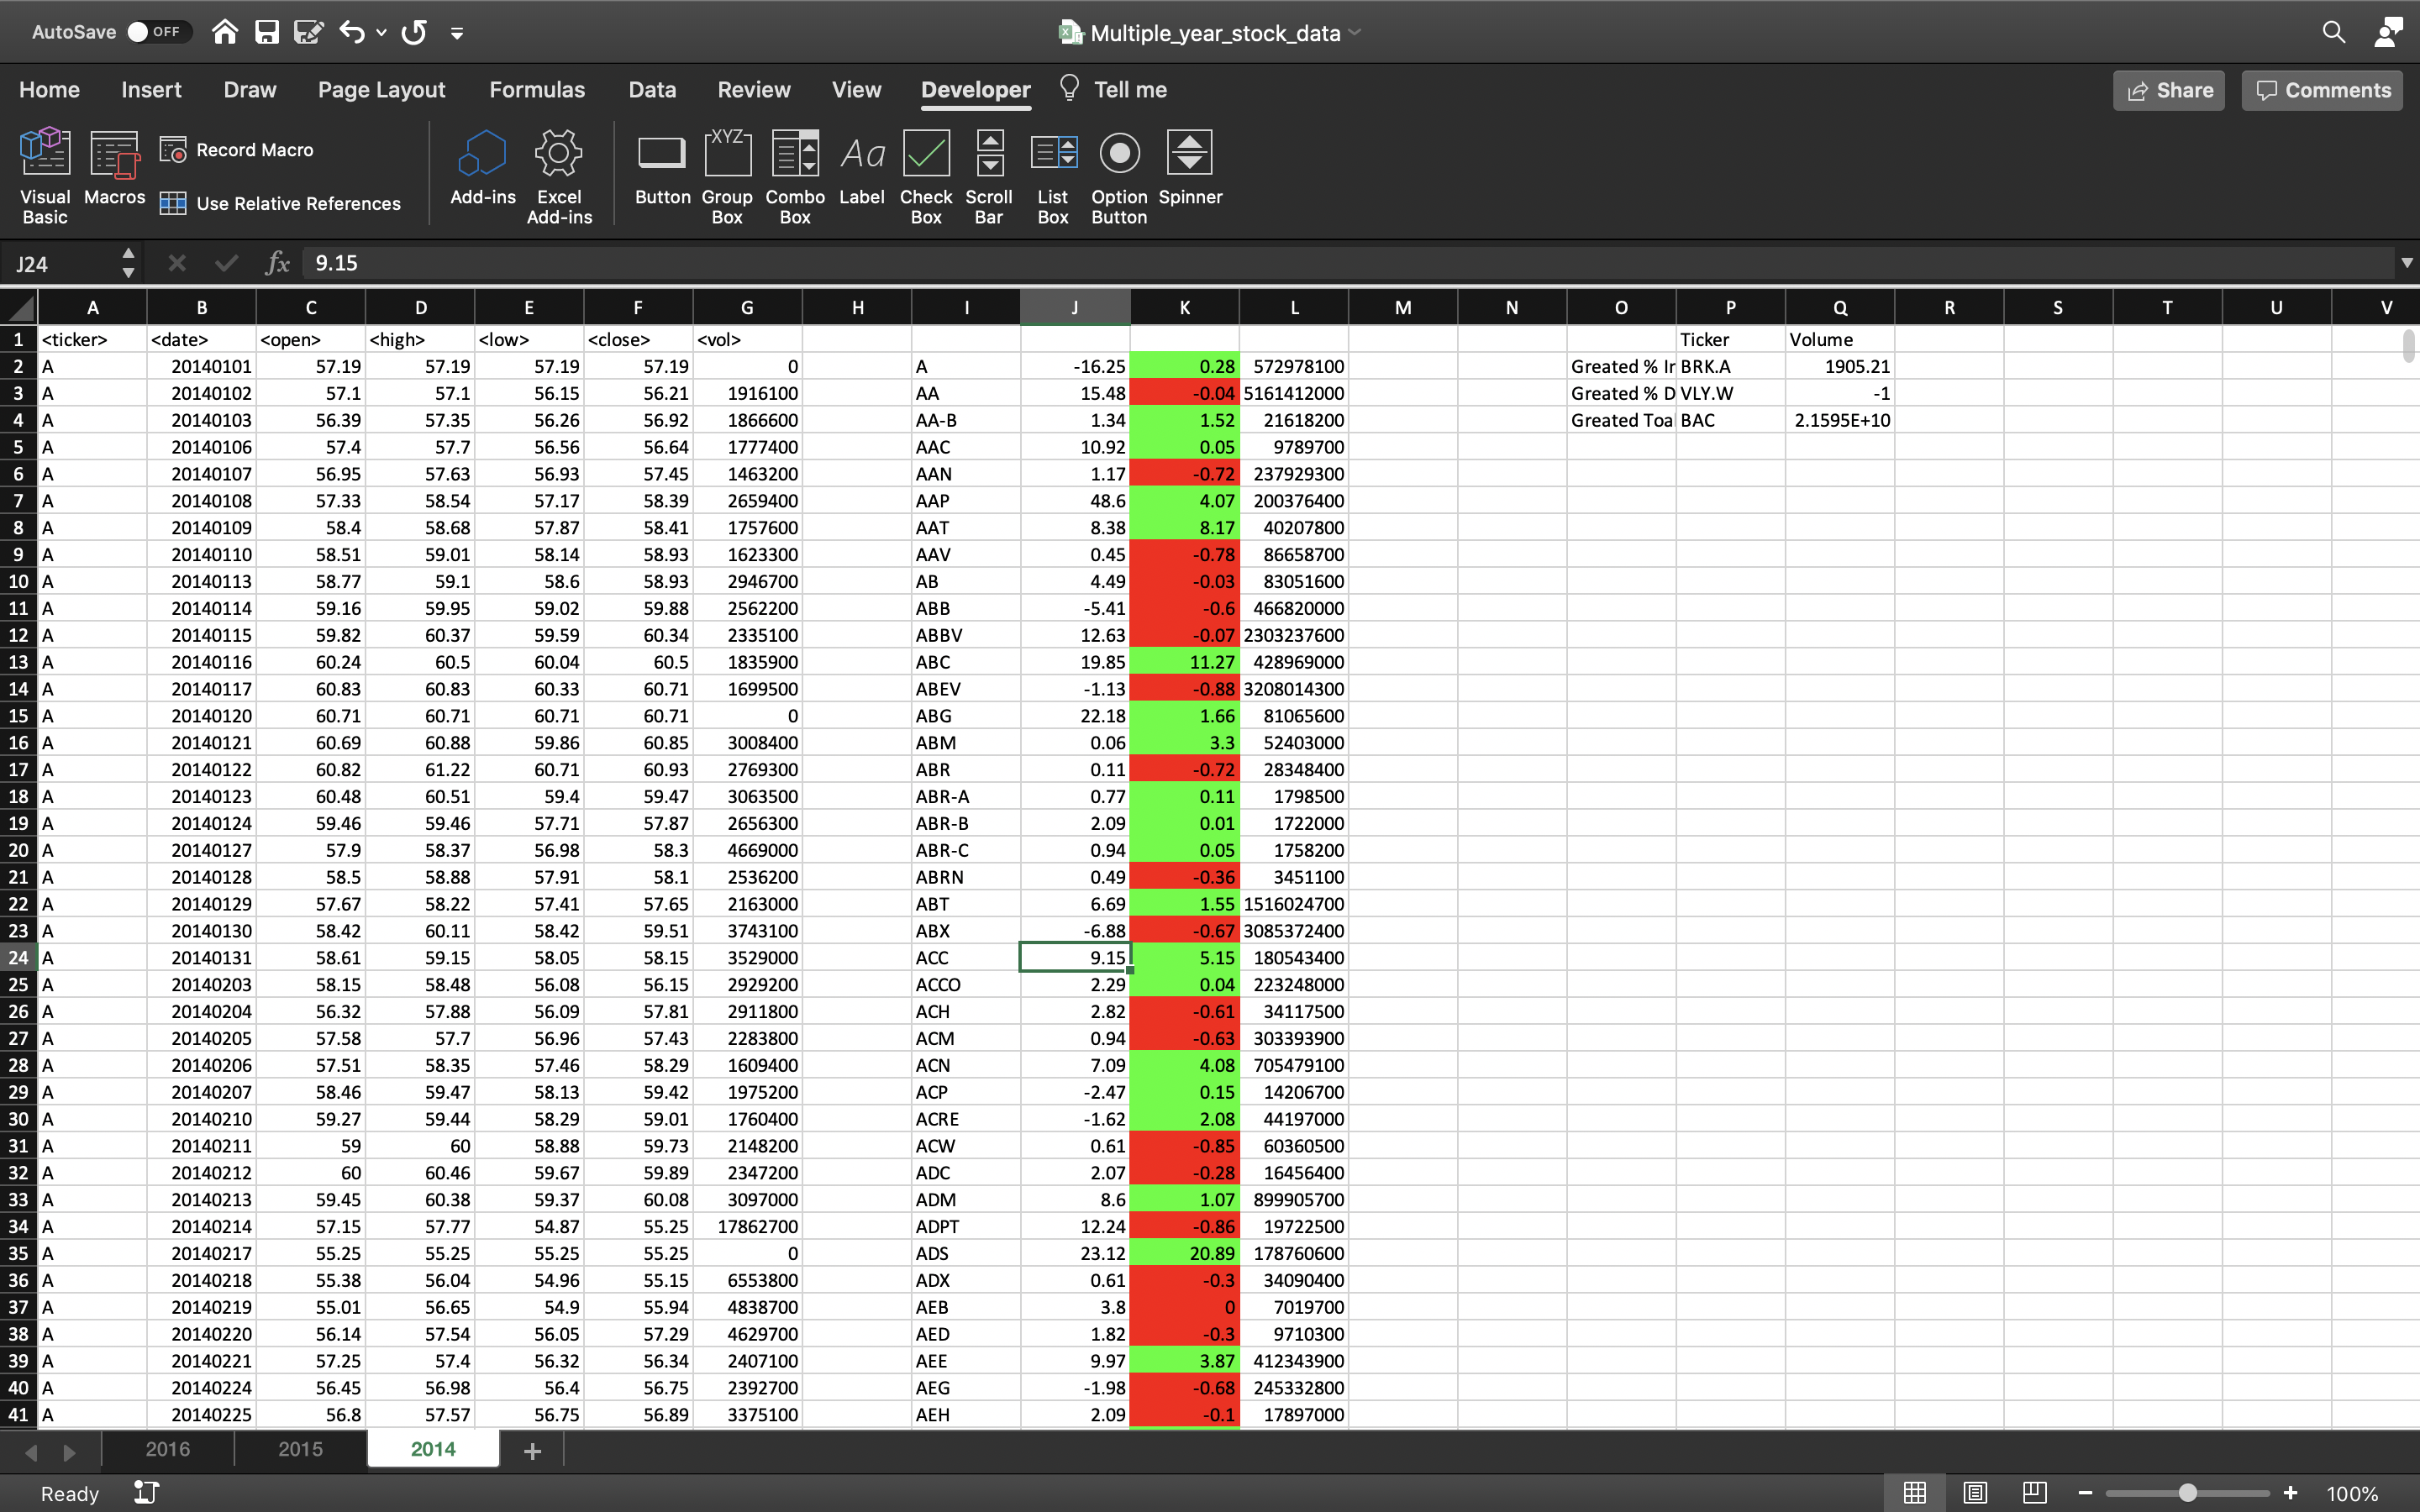 AutoSave OFF Multiple_year_stock_data
Home Insert Draw Page Layout Formulas Data Review View Developer Tell me Share Comments
Visual Basic Macros Record Macro Use Relative References Add-ins Excel Add-ins Button Group Box XYZ Combo Box Aa Label Check Box Scroll Bar List Box Option Button Spinner
J24 fx 9.15
A B C D E F G H I J K L M N O P Q R S T U V
1 <ticker> <date> <open> <high> <low> <close> <vol> Ticker Volume
2 A 20140101 57.19 57.19 57.19 57.19 0 A -16.25 0.28 572978100 Greated % Ir BRK.A 1905.21
3 A 20140102 57.1 57.1 56.15 56.21 1916100 AA 15.48 -0.04 5161412000 Greated % D VLY.W -1
4 A 20140103 56.39 57.35 56.26 56.92 1866600 AA-B 1.34 1.52 21618200 Greated Toa BAC 2.1595E+10
5 A 20140106 57.4 57.7 56.56 56.64 1777400 AAC 10.92 0.05 9789700
6 A 20140107 56.95 57.63 56.93 57.45 1463200 AAN 1.17 -0.72 237929300
7 A 20140108 57.33 58.54 57.17 58.39 2659400 AAP 48.6 4.07 200376400
8 A 20140109 58.4 58.68 57.87 58.41 1757600 AAT 8.38 8.17 40207800
9 A 20140110 58.51 59.01 58.14 58.93 1623300 AAV 0.45 -0.78 86658700
10 A 20140113 58.77 59.1 58.6 58.93 2946700 AB 4.49 -0.03 83051600
11 A 20140114 59.16 59.95 59.02 59.88 2562200 ABB -5.41 -0.6 466820000
12 A 20140115 59.82 60.37 59.59 60.34 2335100 ABBV 12.63 -0.07 2303237600
13 A 20140116 60.24 60.5 60.04 60.5 1835900 ABC 19.85 11.27 428969000
14 A 20140117 60.83 60.83 60.33 60.71 1699500 ABEV -1.13 -0.88 3208014300
15 A 20140120 60.71 60.71 60.71 60.71 0 ABG 22.18 1.66 81065600
16 A 20140121 60.69 60.88 59.86 60.85 3008400 ABM 0.06 3.3 52403000
17 A 20140122 60.82 61.22 60.71 60.93 2769300 ABR 0.11 -0.72 28348400
18 A 20140123 60.48 60.51 59.4 59.47 3063500 ABR-A 0.77 0.11 1798500
19 A 20140124 59.46 59.46 57.71 57.87 2656300 ABR-B 2.09 0.01 1722000
20 A 20140127 57.9 58.37 56.98 58.3 4669000 ABR-C 0.94 0.05 1758200
21 A 20140128 58.5 58.88 57.91 58.1 2536200 ABRN 0.49 -0.36 3451100
22 A 20140129 57.67 58.22 57.41 57.65 2163000 ABT 6.69 1.55 1516024700
23 A 20140130 58.42 60.11 58.42 59.51 3743100 ABX -6.88 -0.67 3085372400
24 A 20140131 58.61 59.15 58.05 58.15 3529000 ACC 9.15 5.15 180543400
25 A 20140203 58.15 58.48 56.08 56.15 2929200 ACCO 2.29 0.04 223248000
26 A 20140204 56.32 57.88 56.09 57.81 2911800 ACH 2.82 -0.61 34117500
27 A 20140205 57.58 57.7 56.96 57.43 2283800 ACM 0.94 -0.63 303393900
28 A 20140206 57.51 58.35 57.46 58.29 1609400 ACN 7.09 4.08 705479100
29 A 20140207 58.46 59.47 58.13 59.42 1975200 ACP -2.47 0.15 14206700
30 A 20140210 59.27 59.44 58.29 59.01 1760400 ACRE -1.62 2.08 44197000
31 A 20140211 59 60 58.88 59.73 2148200 ACW 0.61 -0.85 60360500
32 A 20140212 60 60.46 59.67 59.89 2347200 ADC 2.07 -0.28 16456400
33 A 20140213 59.45 60.38 59.37 60.08 3097000 ADM 8.6 1.07 899905700
34 A 20140214 57.15 57.77 54.87 55.25 17862700 ADPT 12.24 -0.86 19722500
35 A 20140217 55.25 55.25 55.25 55.25 0 ADS 23.12 20.89 178760600
36 A 20140218 55.38 56.04 54.96 55.15 6553800 ADX 0.61 -0.3 34090400
37 A 20140219 55.01 56.65 54.9 55.94 4838700 AEB 3.8 0 7019700
38 A 20140220 56.14 57.54 56.05 57.29 4629700 AED 1.82 -0.3 9710300
39 A 20140221 57.25 57.4 56.32 56.34 2407100 AEE 9.97 3.87 412343900
40 A 20140224 56.45 56.98 56.4 56.75 2392700 AEG -1.98 -0.68 245332800
41 A 20140225 56.8 57.57 56.75 56.89 3375100 AEH 2.09 -0.1 17897000
2016 2015 2014 +
Ready 100%